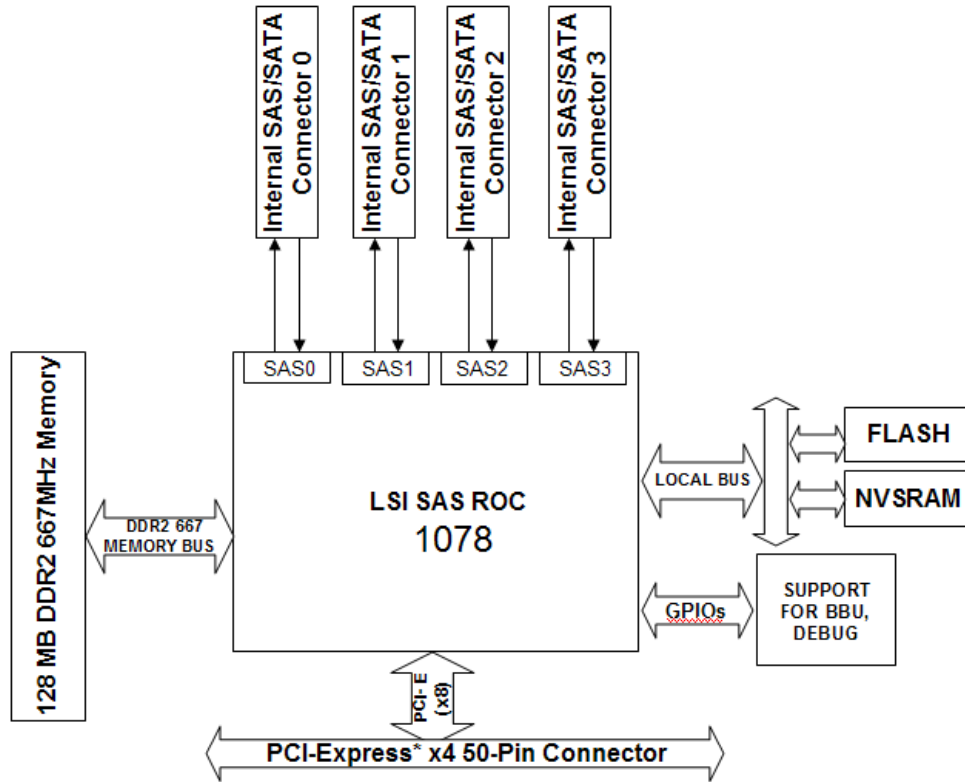 Internal SAS/SATA
Connector 0
Internal SAS/SATA
Connector 1
Internal SAS/SATA
Connector 2
Internal SAS/SATA
Connector 3
SAS0
SAS1
SAS2
SAS3
128 MB DDR2 667MHz Memory
DDR2 667
MEMORY BUS
LSI SAS ROC
1078
LOCAL BUS
FLASH
NVSRAM
GPIOs
SUPPORT
FOR BBU,
DEBUG
PCI- E
(x8)
PCI-Express* x4 50-Pin Connector